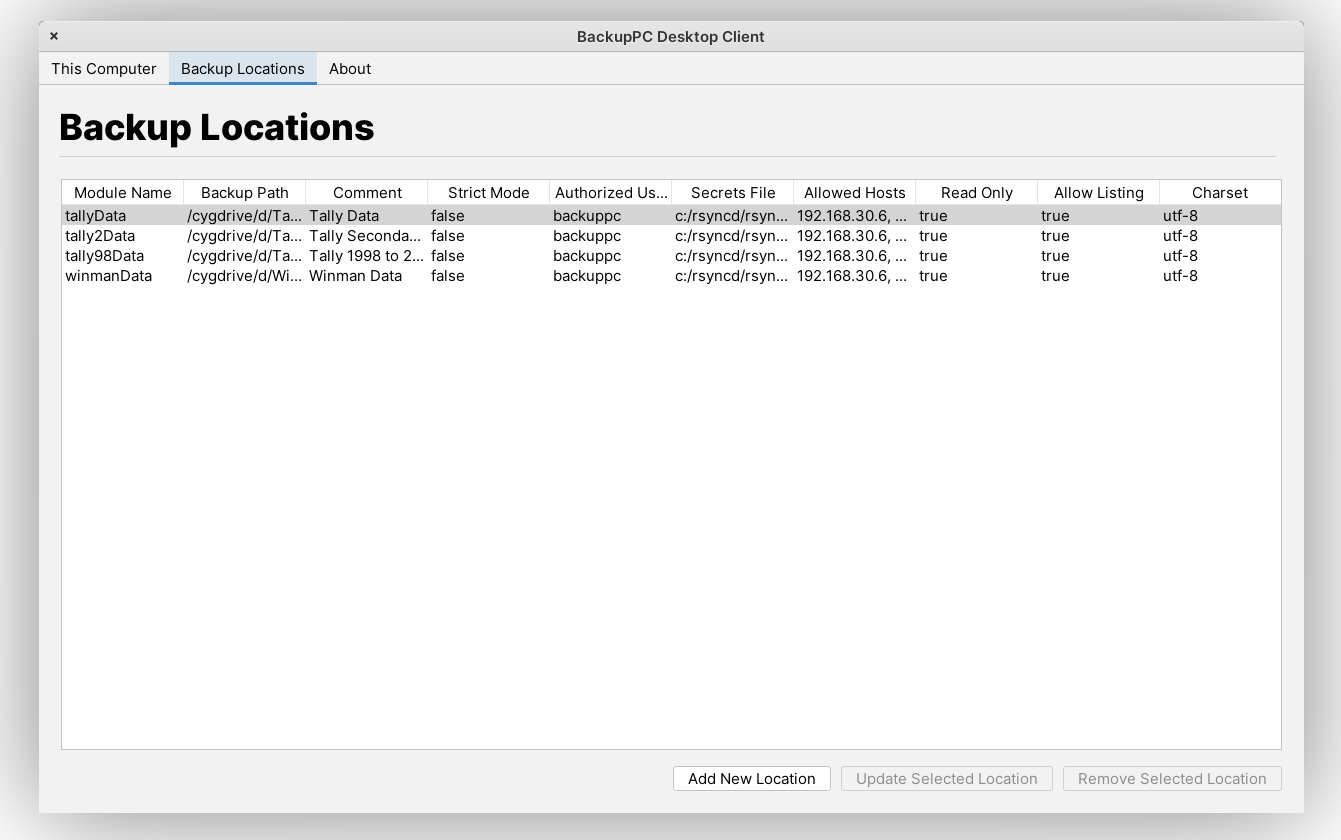 × BackupPC Desktop Client
This Computer Backup Locations About
Backup Locations
Module Name Backup Path Comment Strict Mode Authorized Us... Secrets File Allowed Hosts Read Only Allow Listing Charset
tallyData /cygdrive/d/Ta... Tally Data false backuppc c:/rsyncd/rsyn... 192.168.30.6, ... true true utf-8
tally2Data /cygdrive/d/Ta... Tally Seconda... false backuppc c:/rsyncd/rsyn... 192.168.30.6, ... true true utf-8
tally98Data /cygdrive/d/Ta... Tally 1998 to 2... false backuppc c:/rsyncd/rsyn... 192.168.30.6, ... true true utf-8
winmanData /cygdrive/d/Wi... Winman Data false backuppc c:/rsyncd/rsyn... 192.168.30.6, ... true true utf-8
Add New Location Update Selected Location Remove Selected Location